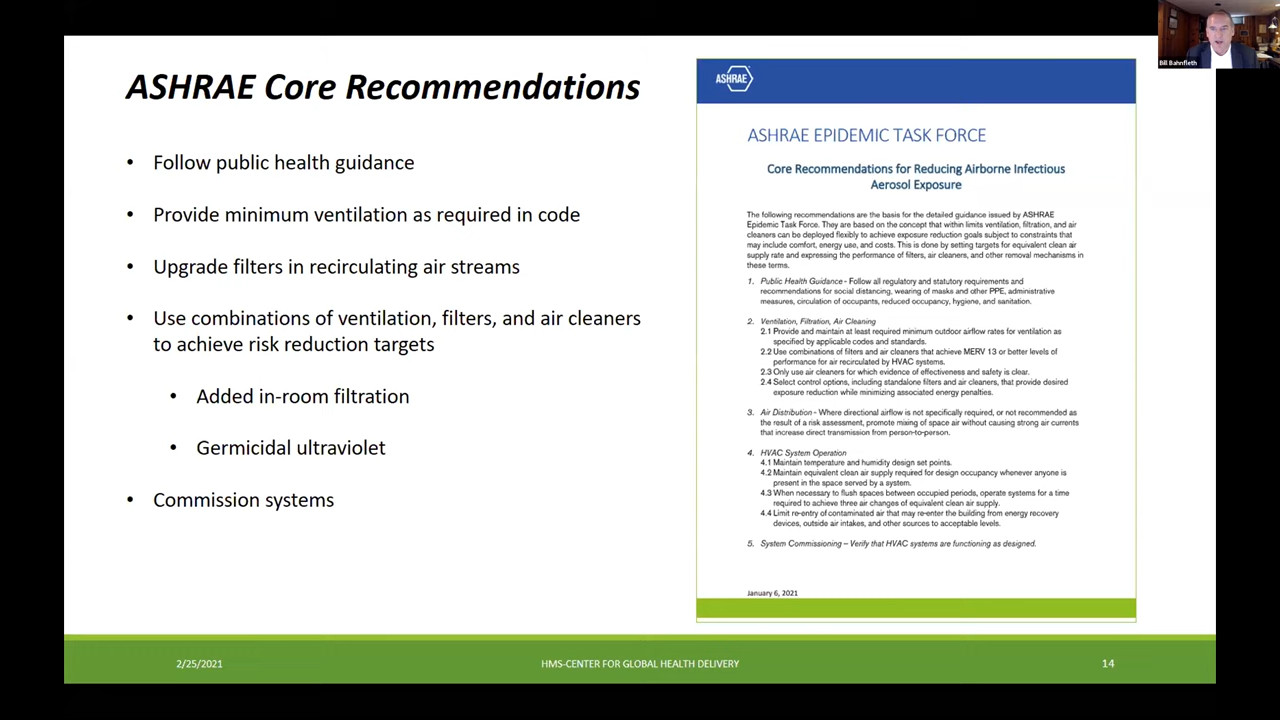 Bill Bahnfleth
ASHRAE Core Recommendations
• Follow public health guidance
• Provide minimum ventilation as required in code
• Upgrade filters in recirculating air streams
• Use combinations of ventilation, filters, and air cleaners
to achieve risk reduction targets
• Added in-room filtration
• Germicidal ultraviolet
• Commission systems
ASHRAE
ASHRAE EPIDEMIC TASK FORCE
Core Recommendations for Reducing Airborne Infectious
Aerosol Exposure
The following recommendations are the basis for the detailed guidance issued by ASHRAE
Epidemic Task Force. They are based on the concept that within limits ventilation, filtration, and air
cleaners can be deployed flexibly to achieve exposure reduction goals subject to constraints that
may include comfort, energy use, and costs. This is done by setting targets for equivalent clean air
supply rate and expressing the performance of filters, air cleaners, and other removal mechanisms in
these terms.
1. Public Health Guidance - Follow all regulatory and statutory requirements and
recommendations for social distancing, wearing of masks and other PPE, administrative
measures, circulation of occupants, reduced occupancy, hygiene, and sanitation.
2. Ventilation, Filtration, Air Cleaning
2.1 Provide and maintain at least required minimum outdoor airflow rates for ventilation as
specified by applicable codes and standards.
2.2 Use combinations of filters and air cleaners that achieve MERV 13 or better levels of
performance for air recirculated by HVAC systems.
2.3 Only use air cleaners for which evidence of effectiveness and safety is clear.
2.4 Select control options, including standalone filters and air cleaners, that provide desired
exposure reduction while minimizing associated energy penalties.
3. Air Distribution - Where directional airflow is not specifically required, or not recommended as
the result of a risk assessment, promote mixing of space air without causing strong air currents
that increase direct transmission from person-to-person.
4. HVAC System Operation
4.1 Maintain temperature and humidity design set points.
4.2 Maintain equivalent clean air supply required for design occupancy whenever anyone is
present in the space served by a system.
4.3 When necessary to flush spaces between occupied periods, operate systems for a time
required to achieve three air changes of equivalent clean air supply.
4.4 Limit re-entry of contaminated air that may re-enter the building from energy recovery
devices, outside air intakes, and other sources to acceptable levels.
5. System Commissioning – Verify that HVAC systems are functioning as designed.
January 6, 2021
2/25/2021
HMS-CENTER FOR GLOBAL HEALTH DELIVERY
14